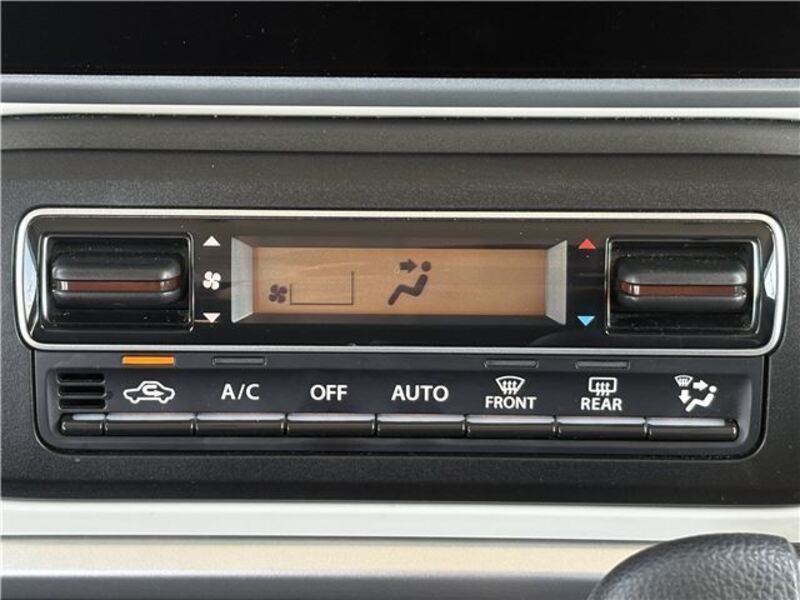 A/C OFF AUTO FRONT REAR